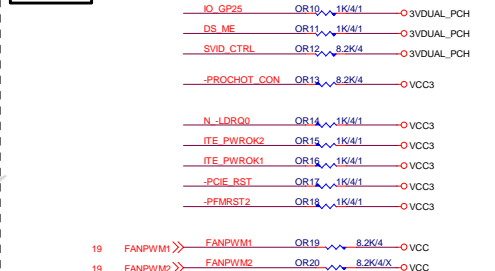 IO_GP25 OR10 1K/4/1 3VDUAL_PCH
DS_ME OR11 1K/4/1 3VDUAL_PCH
SVID_CTRL OR12 8.2K/4 3VDUAL_PCH
-PROCHOT_CON OR13 8.2K/4 VCC3
N_-LDRQ0 OR14 1K/4/1 VCC3
ITE_PWROK2 OR15 1K/4/1 VCC3
ITE_PWROK1 OR16 1K/4/1 VCC3
-PCIE_RST OR17 1K/4/1 VCC3
-PFMRST2 OR18 1K/4/1 VCC3
19 FANPWM1 FANPWM1 OR19 8.2K/4 VCC
19 FANPWM2 FANPWM2 OR20 8.2K/4/X VCC